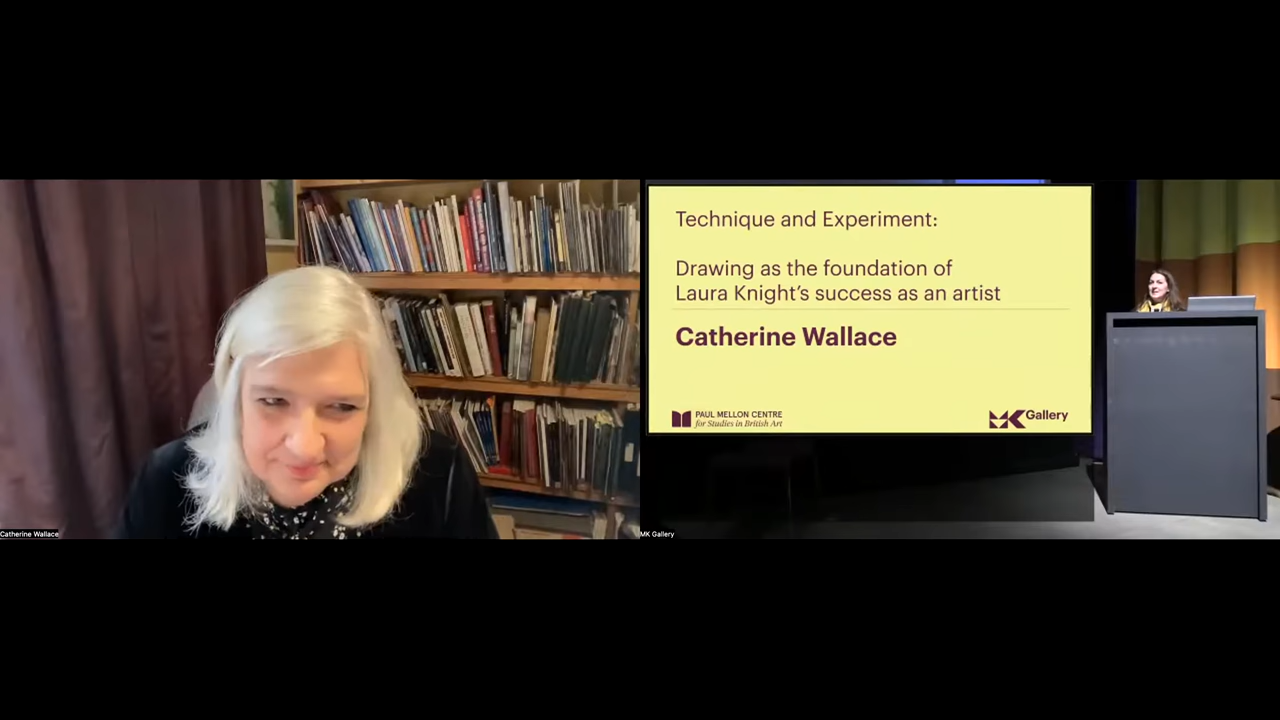 Technique and Experiment:
Drawing as the foundation of
Laura Knight's success as an artist
Catherine Wallace
PAUL MELLON CENTRE
for Studies in British Art
MK Gallery
Catherine Wallace
MK Gallery